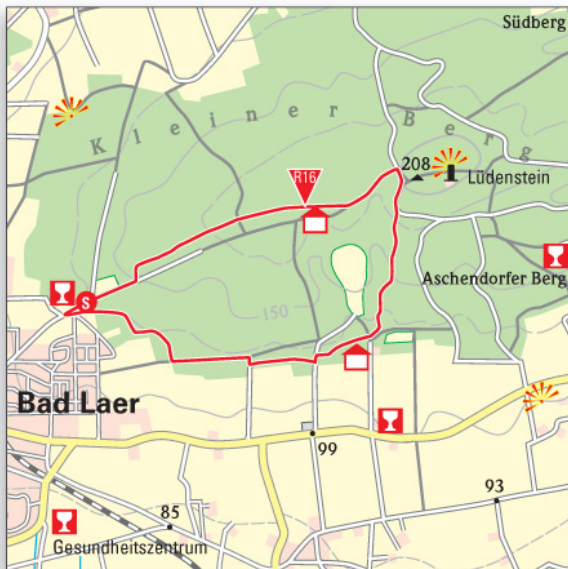 Südberg
Kleiner Berg
208
R16
Lüdenstein
Aschendorfer Berg
S
150
Bad Laer
99
93
85
Gesundheitszentrum